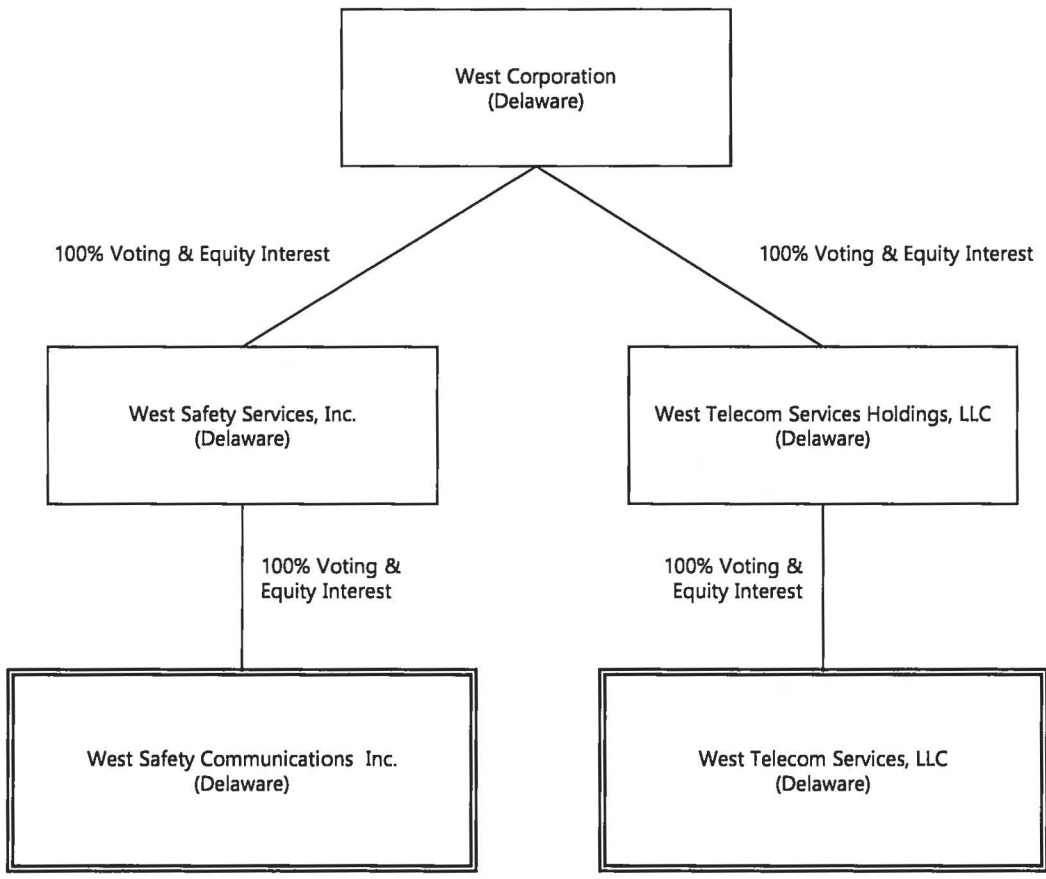 West Corporation
(Delaware)
100% Voting & Equity Interest
100% Voting & Equity Interest
West Safety Services, Inc.
(Delaware)
West Telecom Services Holdings, LLC
(Delaware)
100% Voting &
Equity Interest
100% Voting &
Equity Interest
West Safety Communications Inc.
(Delaware)
West Telecom Services, LLC
(Delaware)